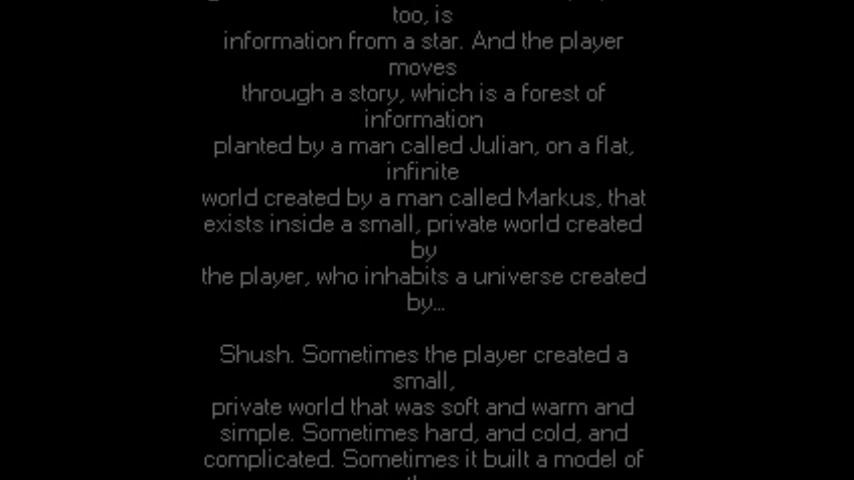 too, is
information from a star. And the player
moves
through a story, which is a forest of
information
planted by a man called Julian, on a flat,
infinite
world created by a man called Markus, that
exists inside a small, private world created
by
the player, who inhabits a universe created
by...
Shush. Sometimes the player created a
small,
private world that was soft and warm and
simple. Sometimes hard, and cold, and
complicated. Sometimes it built a model of